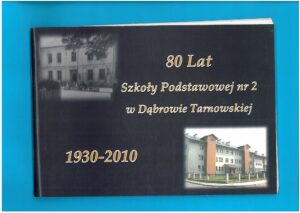 80 Lat
Szkoły Podstawowej nr 2
w Dąbrowie Tarnowskiej
1930-2010